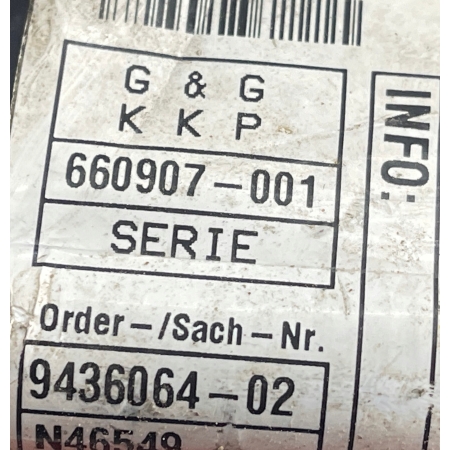 G & G
K K P
660907-001
SERIE
INFO:
Order-/Sach-Nr.
9436064-02
N46549